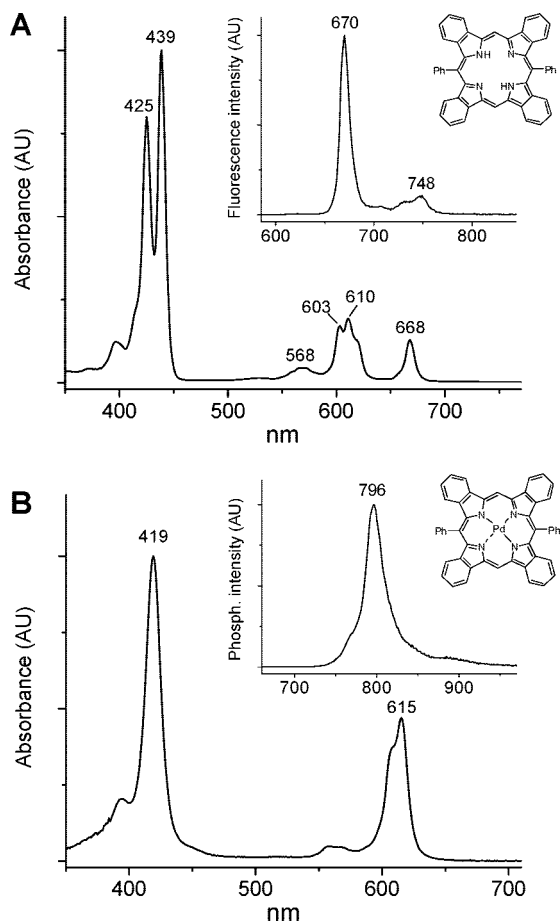 A
Absorbance (AU)
439
425
568
603
610
668
400
500
600
700
nm
Fluorescence intensity (AU)
670
748
600
700
800
NH
N
Ph
Ph
N
HN
B
Absorbance (AU)
419
615
400
500
600
700
nm
Phosph. intensity (AU)
796
700
800
900
N
N
Ph
Pd
Ph
N
N